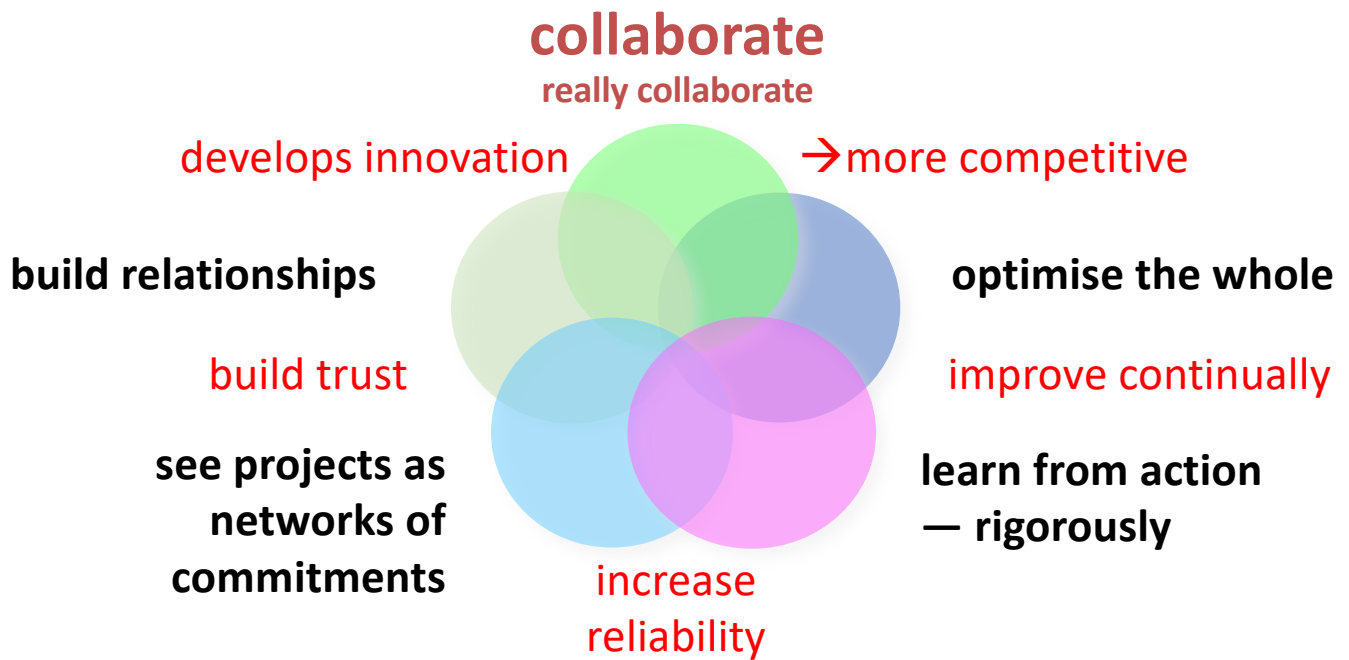 collaborate
really collaborate
develops innovation
→more competitive
build relationships
optimise the whole
build trust
improve continually
see projects as
networks of
commitments
learn from action
— rigorously
increase
reliability